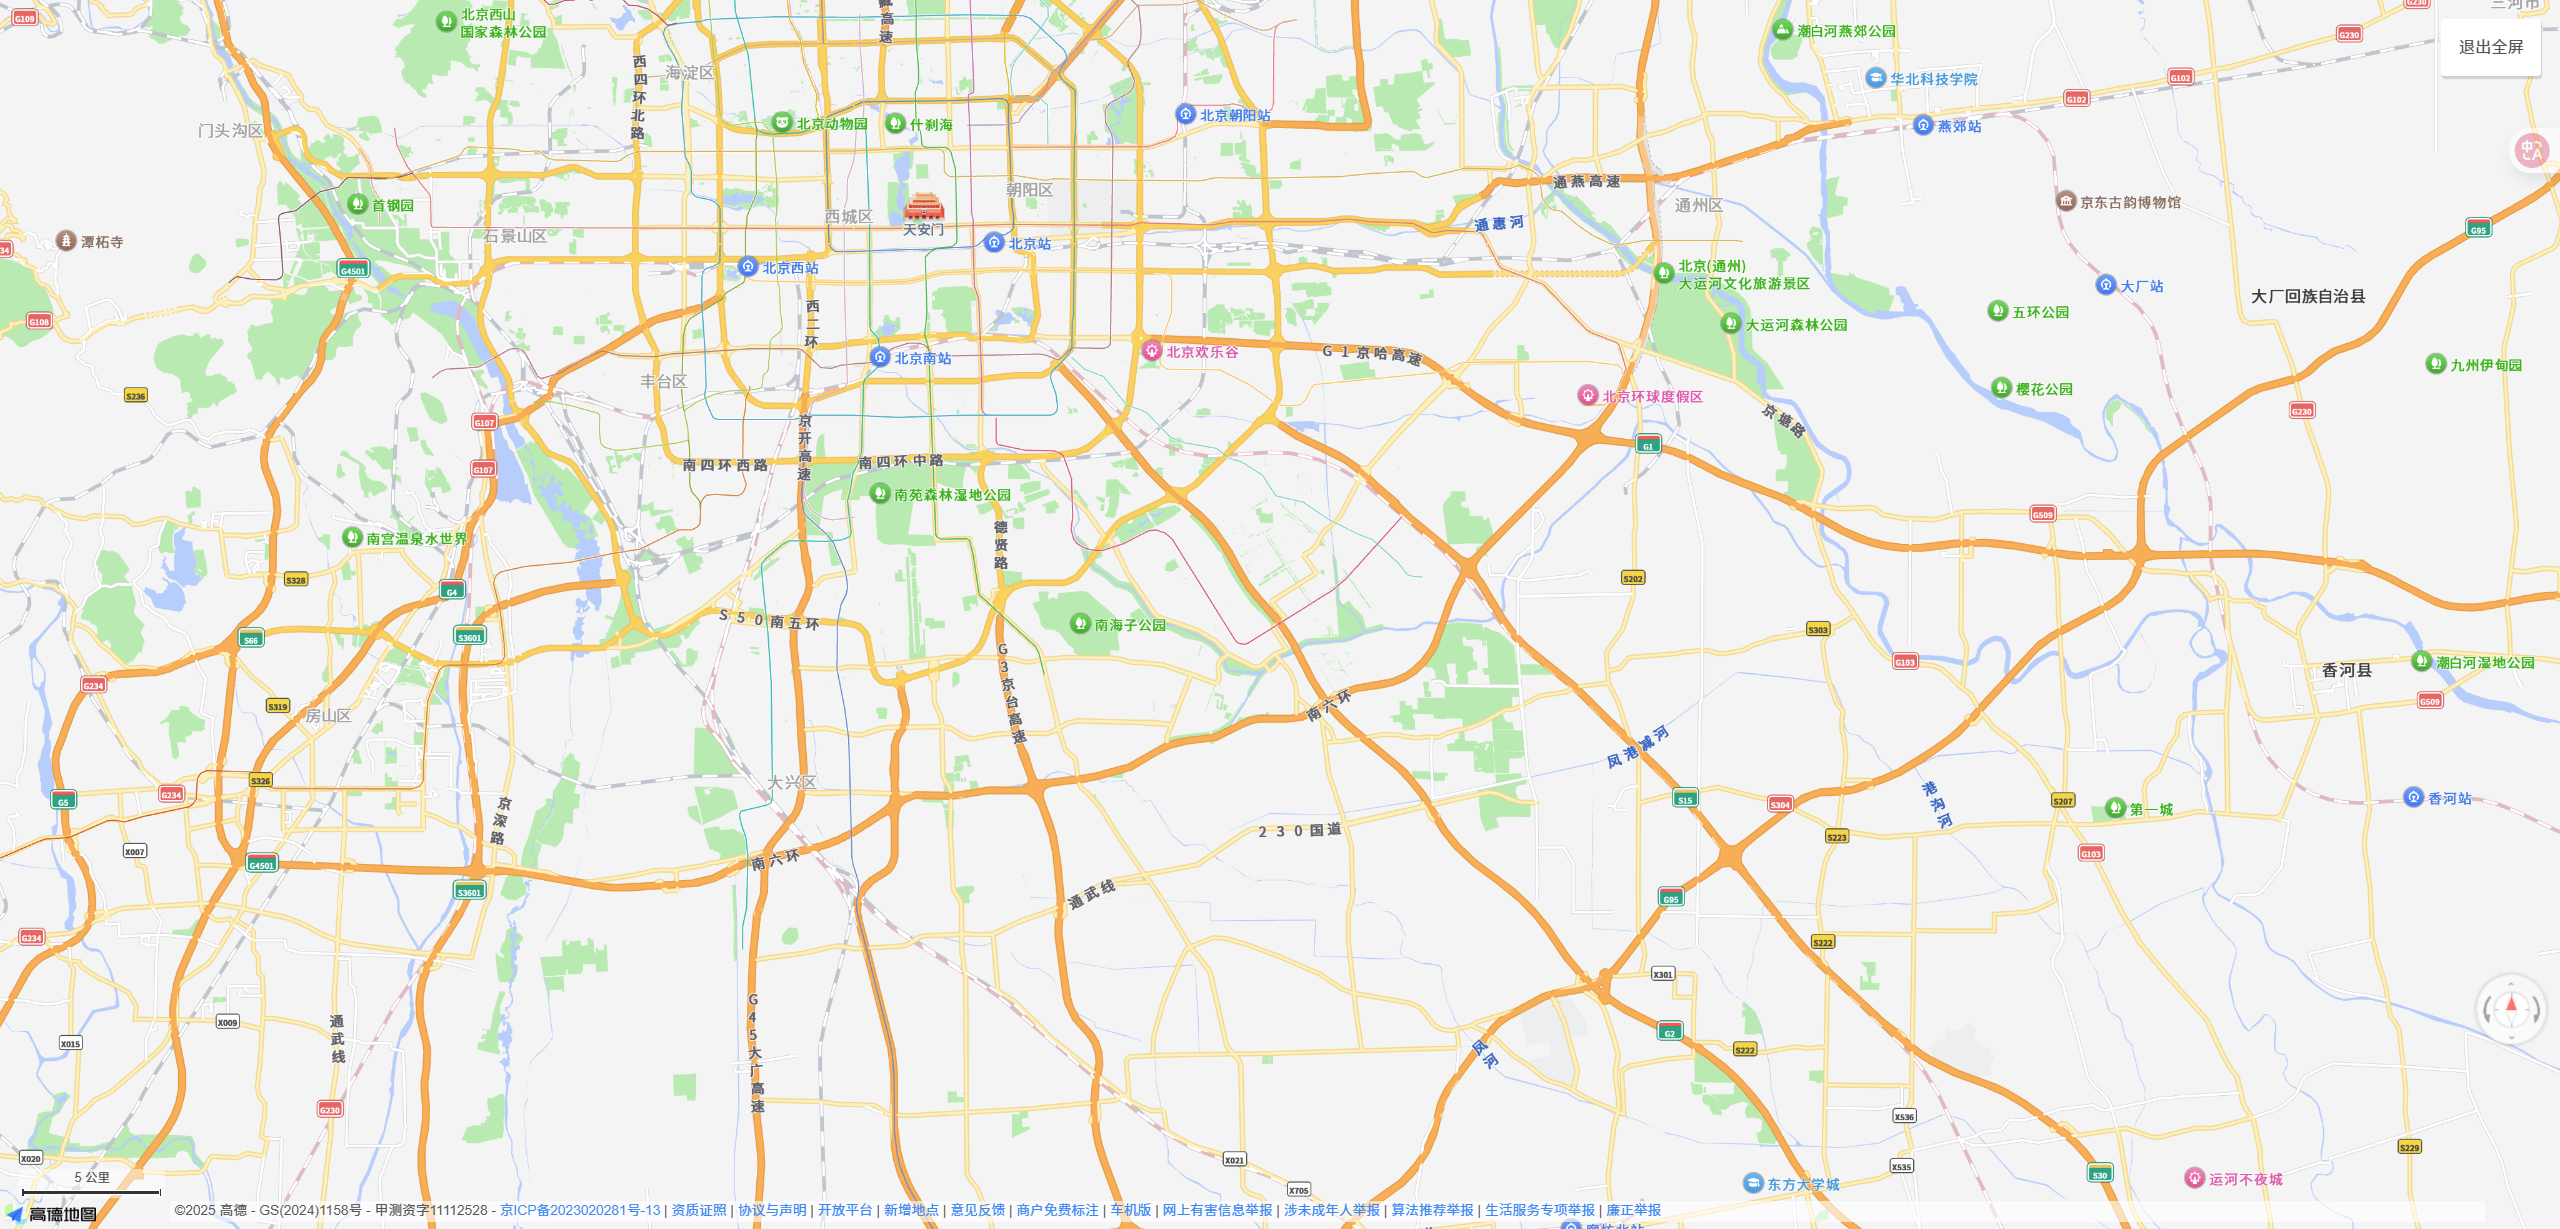 G109
北京西山
国家森林公园
藏高速
西四环北路
海淀区
潮白河燕郊公园
华北科技学院
G230
G230
三河市
退出全屏
G102
G102
门头沟区
北京动物园
什刹海
北京朝阳站
燕郊站
中A
首钢园
石景山区
西城区
天安门
朝阳区
通燕高速
通州区
京东古韵博物馆
通惠河
G95
潭柘寺
34
G4501
北京西站
北京站
北京(通州)
大运河文化旅游景区
大厂站
大厂回族自治县
G108
西二环
五环公园
大运河森林公园
北京南站
北京欢乐谷
G1京哈高速
九州伊甸园
丰台区
S236
北京环球度假区
樱花公园
京塘路
G230
G107
京开高速
G1
G107
南四环西路
南四环中路
南苑森林湿地公园
G509
德贤路
南宫温泉水世界
S328
G4
S202
S50南五环
南海子公园
S66
S3601
S303
G103
潮白河湿地公园
香河县
G3京台高速
G234
S319
房山区
南六环
G509
凤港减河
大兴区
S326
G234
G5
京深路
S15
S304
港沟河
S207
第一城
香河站
230国道
S223
X007
G4501
S3601
南六环
G103
通武线
G95
G234
S222
X301
G45大广高速
X009
通武线
X015
G2
S222
凤河
G230
X536
X020
X021
X535
S30
S229
X705
东方大学城
运河不夜城
5 公里
高德地图
©2025 高德 - GS(2024)1158号 - 甲测资字11112528 - 京ICP备2023020281号-13 | 资质证照 | 协议与声明 | 开放平台 | 新增地点 | 意见反馈 | 商户免费标注 | 车机版 | 网上有害信息举报 | 涉未成年人举报 | 算法推荐举报 | 生活服务专项举报 | 廉正举报